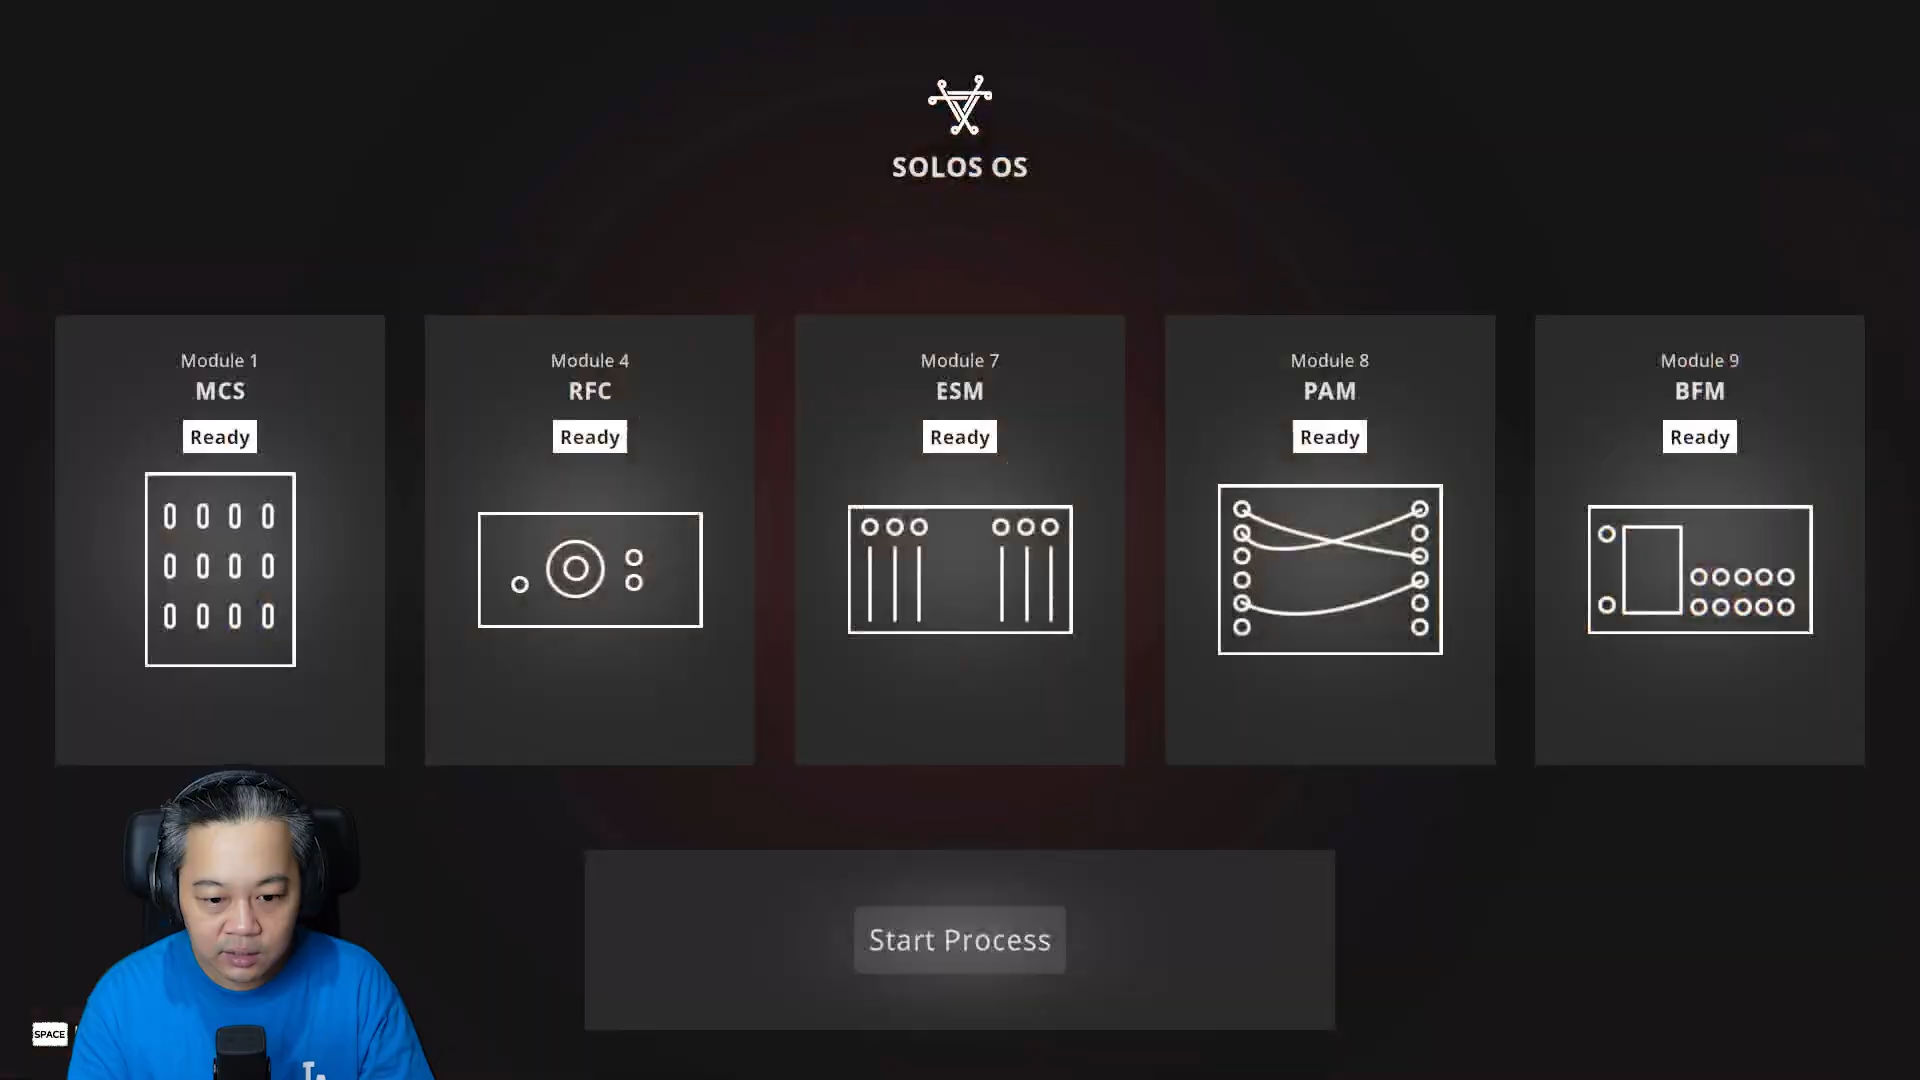 SOLOS OS
Module 1
MCS
Ready
Module 4
RFC
Ready
Module 7
ESM
Ready
Module 8
PAM
Ready
Module 9
BFM
Ready
Start Process
SPACE